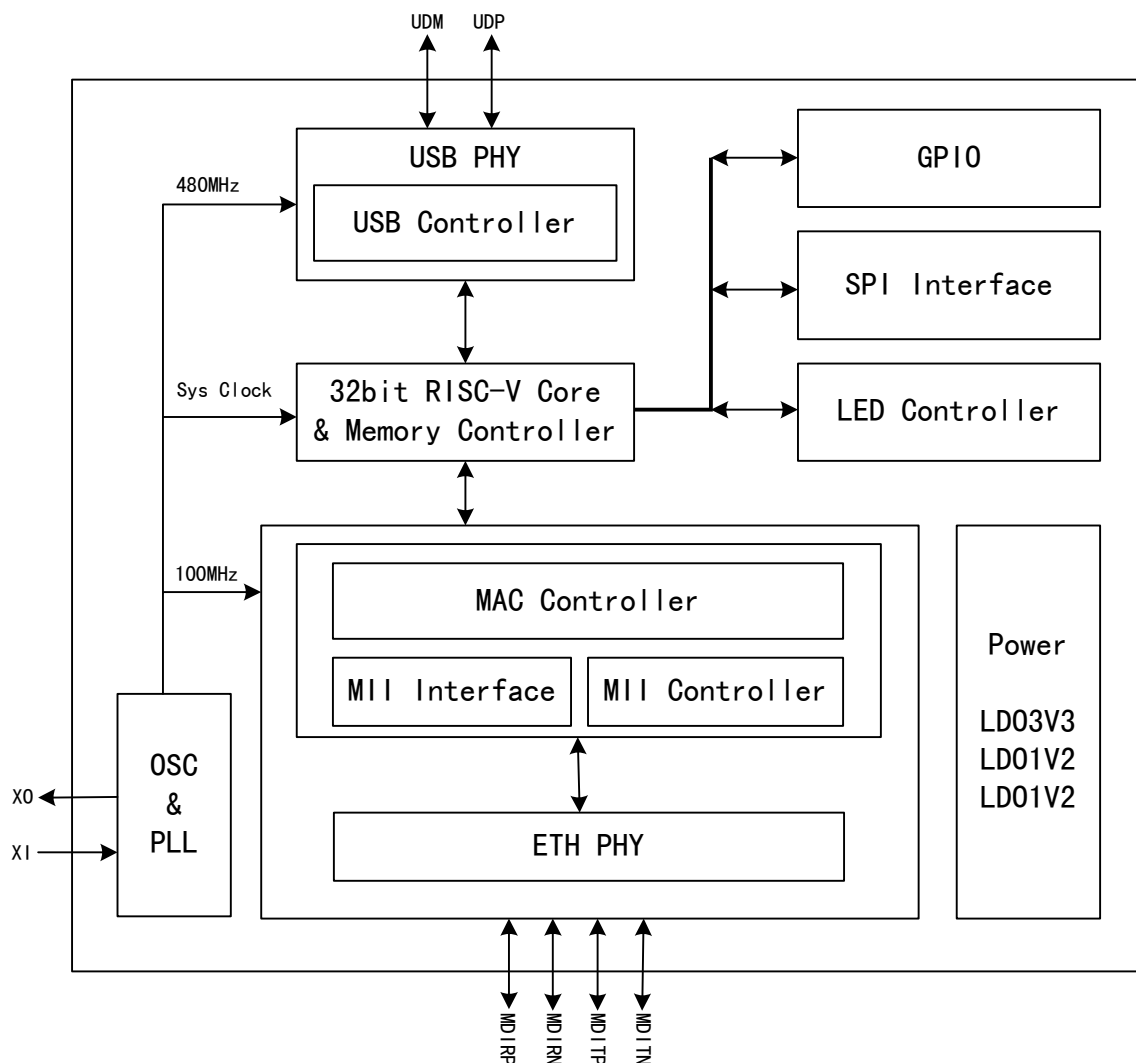 UDM UDP
USB PHY
480MHz
USB Controller
GPIO
SPI Interface
Sys Clock
32bit RISC-V Core
& Memory Controller
LED Controller
100MHz
MAC Controller
MII Interface
MII Controller
ETH PHY
Power
LDO3V3
LDO1V2
LDO1V2
OSC
&
PLL
XO
XI
MDIRP
MDIRN
MDITP
MDITN